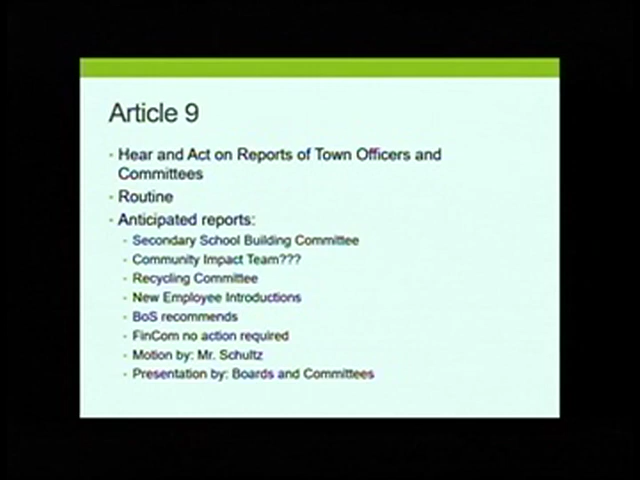 Article 9
Hear and Act on Reports of Town Officers and
Committees
Routine
Anticipated reports:
Secondary School Building Committee
Community Impact Team???
Recycling Committee
New Employee Introductions
BoS recommends
FinCom no action required
Motion by: Mr. Schultz
Presentation by: Boards and Committees